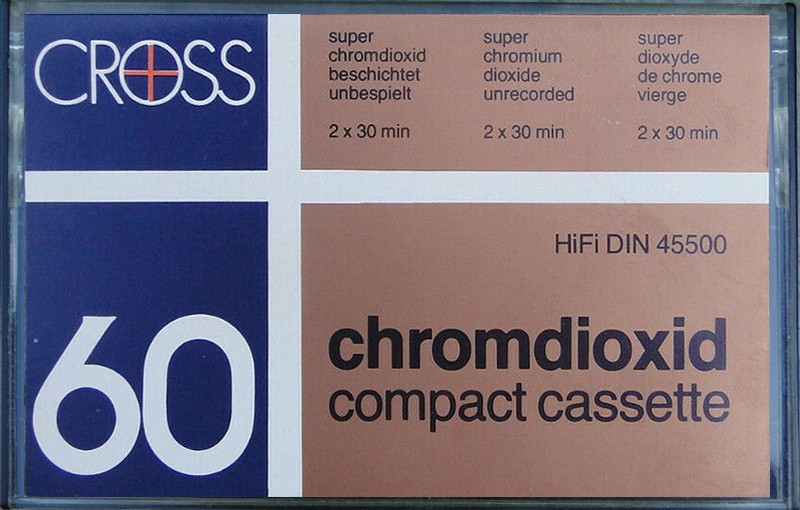 CROSS
super
chromdioxid
beschichtet
unbespielt
2 x 30 min
super
chromium
dioxide
unrecorded
2 x 30 min
super
dioxyde
de chrome
vierge
2 x 30 min
HiFi DIN 45500
60
chromdioxid
compact cassette